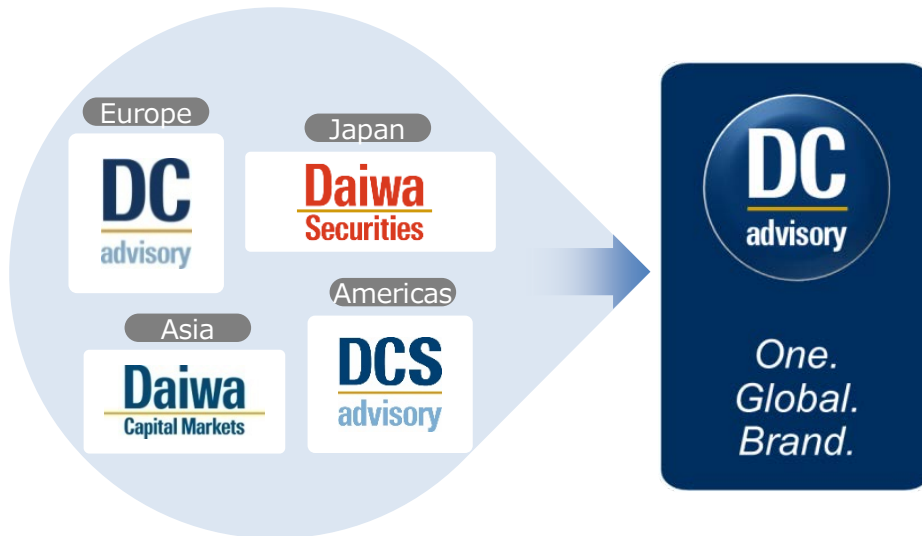 Europe
DC
advisory
Japan
Daiwa
Securities
Asia
Daiwa
Capital Markets
Americas
DCS
advisory
DC
advisory
One.
Global.
Brand.